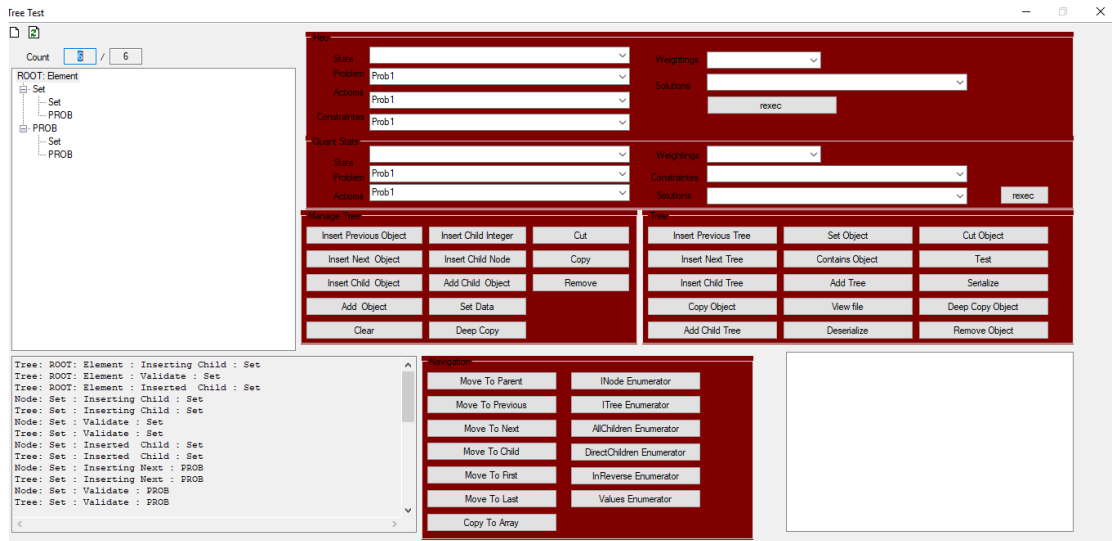 Tree Test
Count 6 / 6
ROOT: Element
Set
Set
PROB
PROB
Set
PROB
State
Problem Prob1
Actioms Prob1
Constraintes Prob1
Weightings
Solutions
rexec
Quant State
State
Problem Prob1
Actioms Prob1
Weightings
Constraintes
Solutions
rexec
Manage Tree
Insert Previous Object Insert Child Integer Cut
Insert Next Object Insert Child Node Copy
Insert Child Object Add Child Object Remove
Add Object Set Data
Clear Deep Copy
Tree
Insert Previous Tree Set Object Cut Object
Insert Next Tree Contains Object Test
Insert Child Tree Add Tree Serialize
Copy Object View file Deep Copy Object
Add Child Tree Deserialize Remove Object
Tree: ROOT: Element : Inserting Child : Set
Tree: ROOT: Element : Validate : Set
Tree: ROOT: Element : Inserted Child : Set
Node: Set : Inserting Child : Set
Tree: Set : Inserting Child : Set
Node: Set : Validate : Set
Tree: Set : Validate : Set
Node: Set : Inserted Child : Set
Tree: Set : Inserted Child : Set
Node: Set : Inserting Next : PROB
Tree: Set : Inserting Next : PROB
Node: Set : Validate : PROB
Tree: Set : Validate : PROB
Navigation
Move To Parent INode Enumerator
Move To Previous ITree Enumerator
Move To Next AllChildren Enumerator
Move To Child DirectChildren Enumerator
Move To First InReverse Enumerator
Move To Last Values Enumerator
Copy To Array